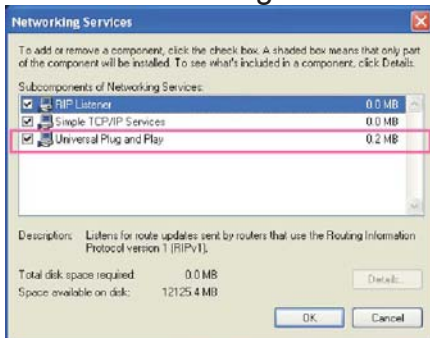 Networking Services
To add or remove a component, click the check box. A shaded box means that only part
of the component will be installed. To see what's included in a component, click Details.
Subcomponents of Networking Services:
RIP Listener 0.0 MB
Simple TCP/IP Services 0.0 MB
Universal Plug and Play 0.2 MB
Description: Listens for route updates sent by routers that use the Routing Information
Protocol version 1 (RIPv1).
Total disk space required: 0.0 MB
Details...
Space available on disk: 12125.4 MB
OK Cancel